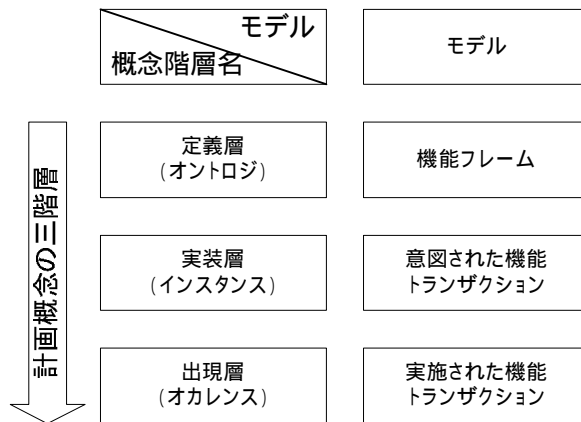 モデル
概念階層名
モデル
計画概念の三階層
定義層
(オントロジ)
機能フレーム
実装層
(インスタンス)
意図された機能
トランザクション
出現層
(オカレンス)
実施された機能
トランザクション